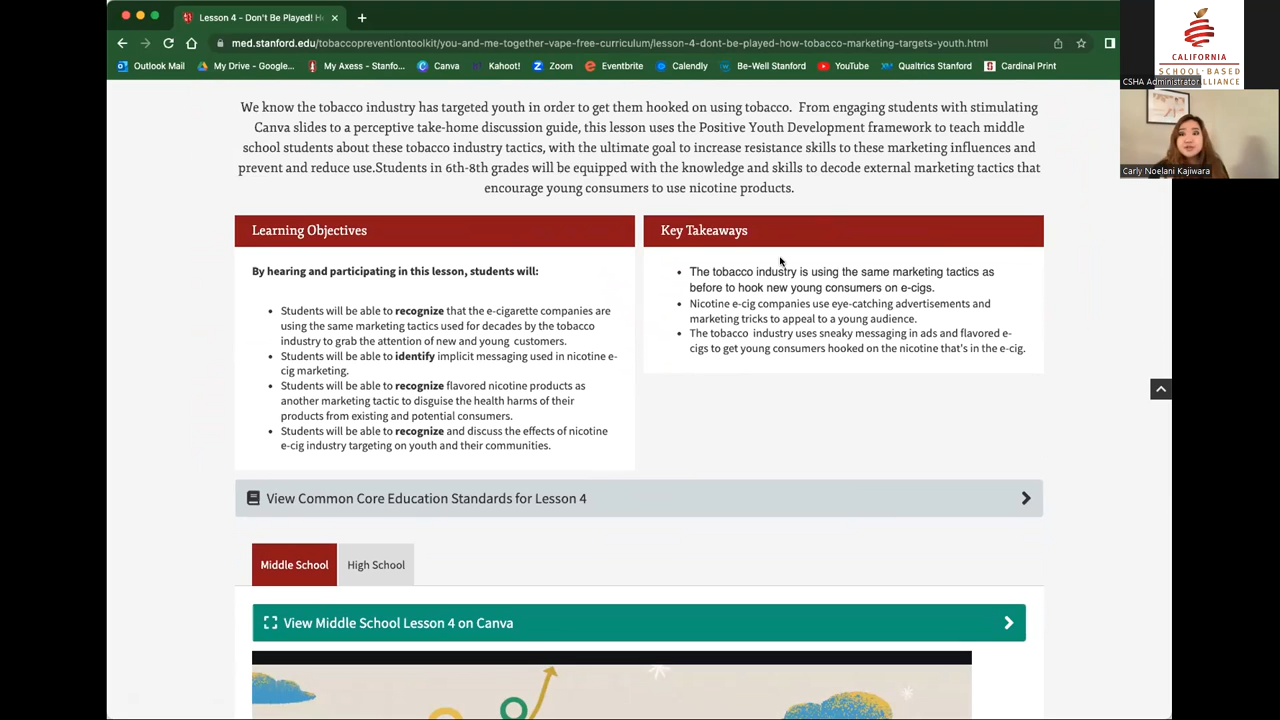 Lesson 4 - Don't Be Played! H
med.stanford.edu/tobaccopreventiontoolkit/you-and-me-together-vape-free-curriculum/lesson-4-dont-be-played-how-tobacco-marketing-targets-youth.html
Outlook Mail My Drive - Google... My Axess - Stanfo... Canva Kahoot! Zoom Eventbrite Calendly Be-Well Stanford YouTube Qualtrics Stanford Cardinal Print
CALIFORNIA
SCHOOL-BASED
CSHA Administrator LLIANCE
Carly Noelani Kajiwara
We know the tobacco industry has targeted youth in order to get them hooked on using tobacco. From engaging students with stimulating
Canva slides to a perceptive take-home discussion guide, this lesson uses the Positive Youth Development framework to teach middle
school students about these tobacco industry tactics, with the ultimate goal to increase resistance skills to these marketing influences and
prevent and reduce use.Students in 6th-8th grades will be equipped with the knowledge and skills to decode external marketing tactics that
encourage young consumers to use nicotine products.
Learning Objectives
By hearing and participating in this lesson, students will:
• Students will be able to recognize that the e-cigarette companies are
using the same marketing tactics used for decades by the tobacco
industry to grab the attention of new and young customers.
• Students will be able to identify implicit messaging used in nicotine e-
cig marketing.
• Students will be able to recognize flavored nicotine products as
another marketing tactic to disguise the health harms of their
products from existing and potential consumers.
• Students will be able to recognize and discuss the effects of nicotine
e-cig industry targeting on youth and their communities.
Key Takeaways
• The tobacco industry is using the same marketing tactics as
before to hook new young consumers on e-cigs.
• Nicotine e-cig companies use eye-catching advertisements and
marketing tricks to appeal to a young audience.
• The tobacco industry uses sneaky messaging in ads and flavored e-
cigs to get young consumers hooked on the nicotine that's in the e-cig.
View Common Core Education Standards for Lesson 4
Middle School High School
View Middle School Lesson 4 on Canva